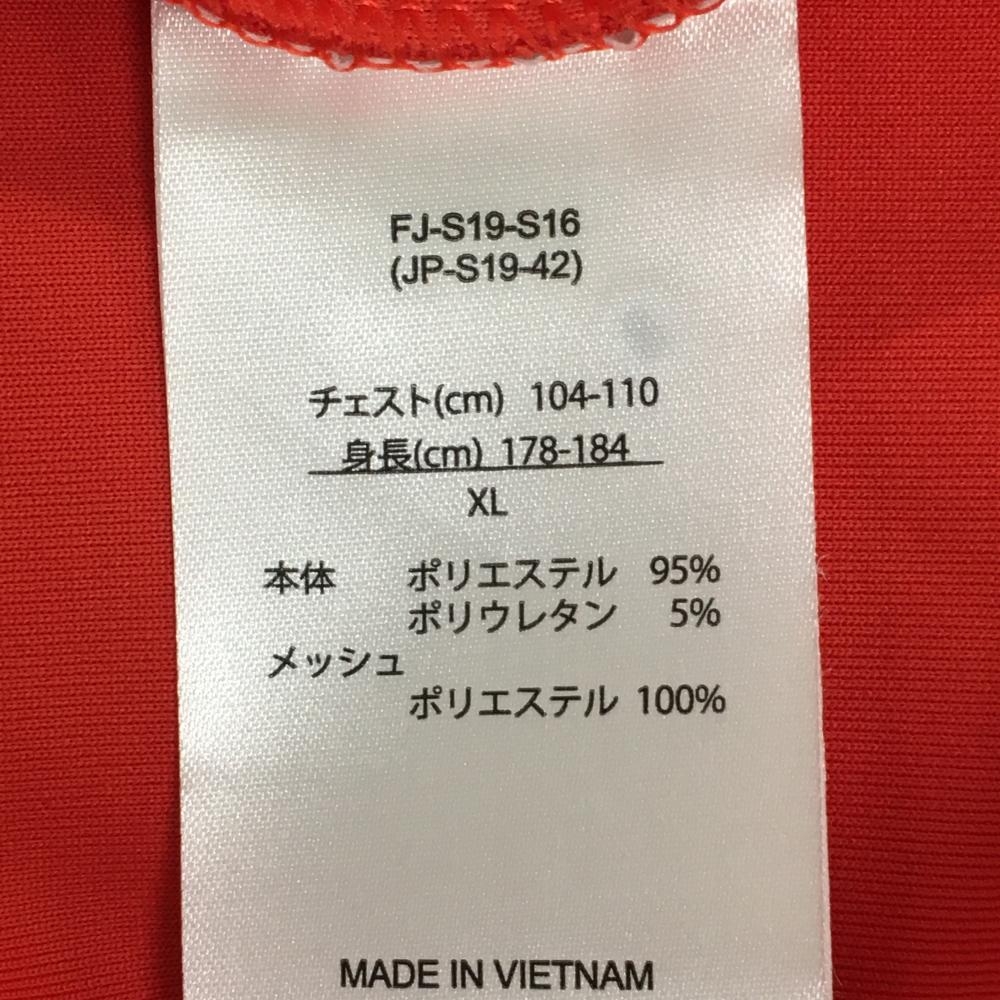 FJ-S19-S16
(JP-S19-42)
チェスト(cm) 104-110
身長(cm) 178-184
XL
本体 ポリエステル 95%
ポリウレタン 5%
メッシュ
ポリエステル 100%
MADE IN VIETNAM